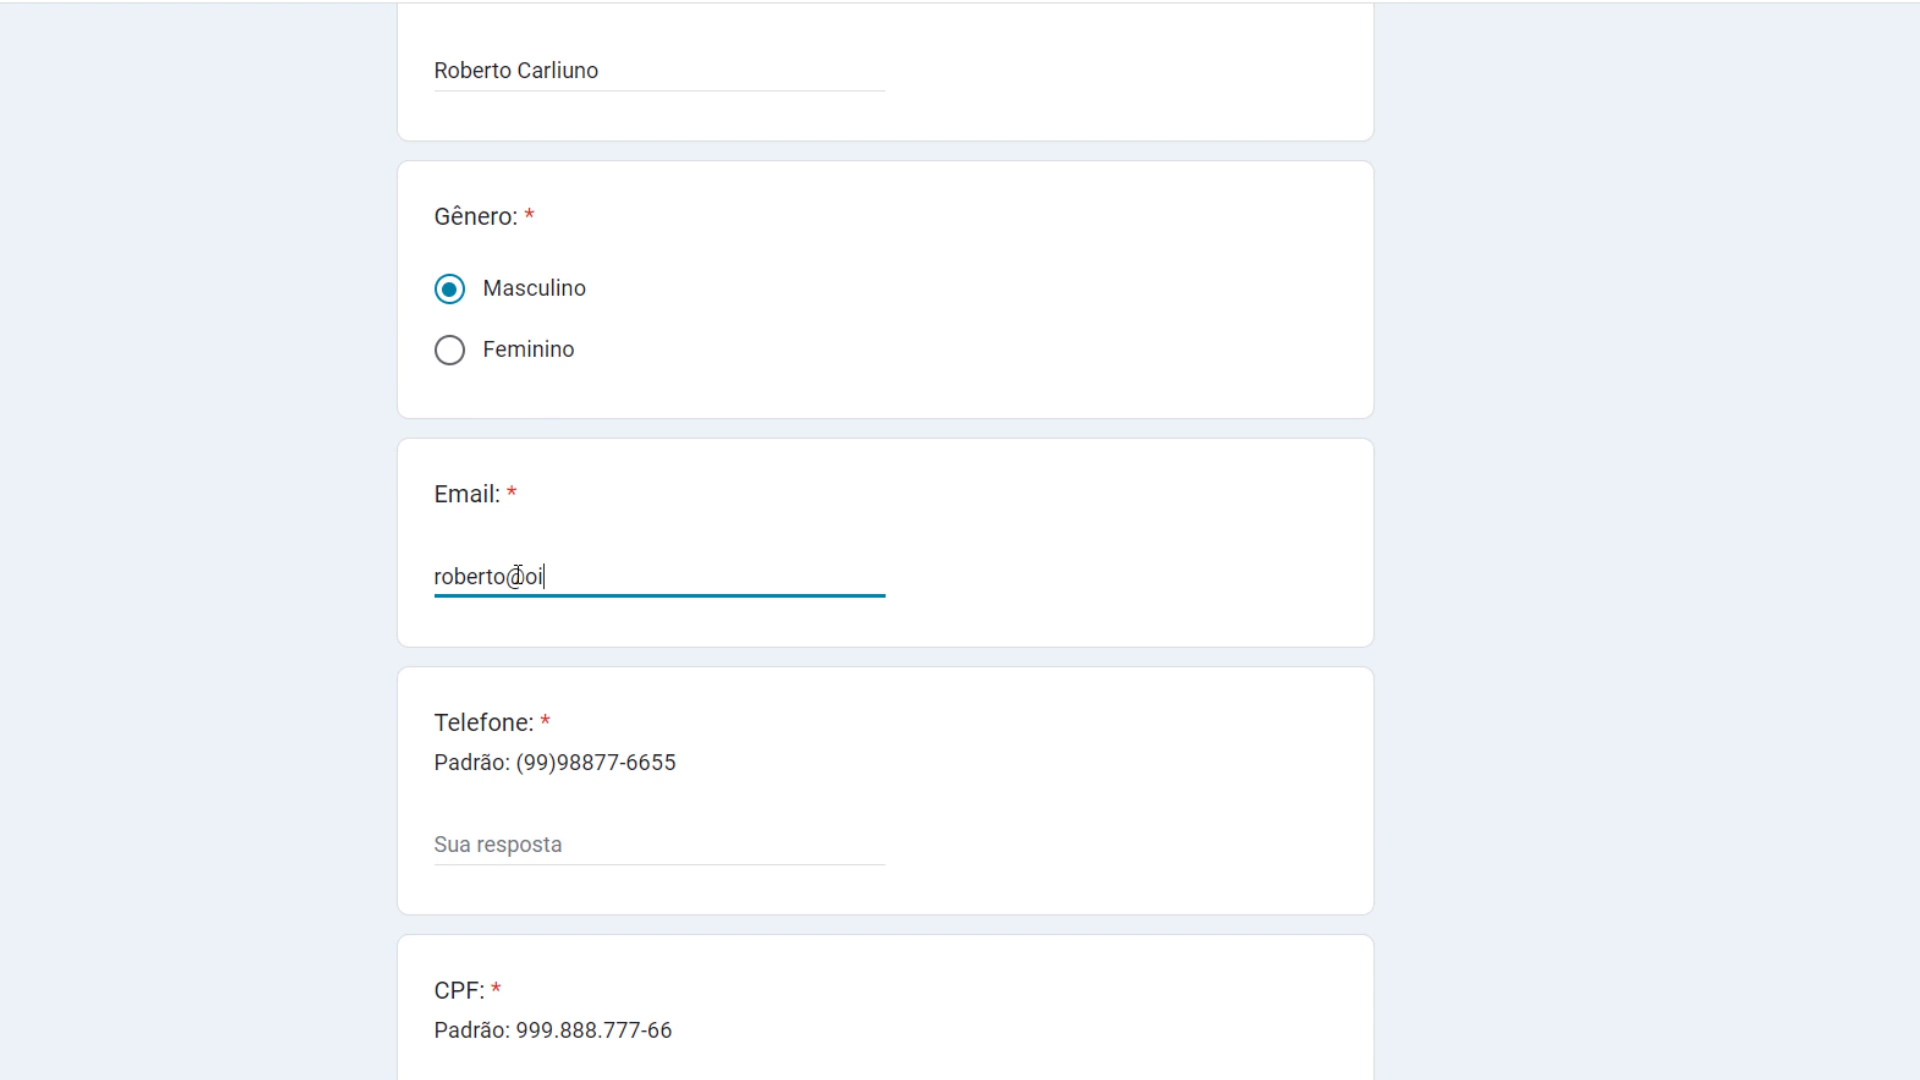 Roberto Carliuno
Gênero: *
Masculino
Feminino
Email: *
roberto@oi
Telefone: *
Padrão: (99)98877-6655
Sua resposta
CPF: *
Padrão: 999.888.777-66